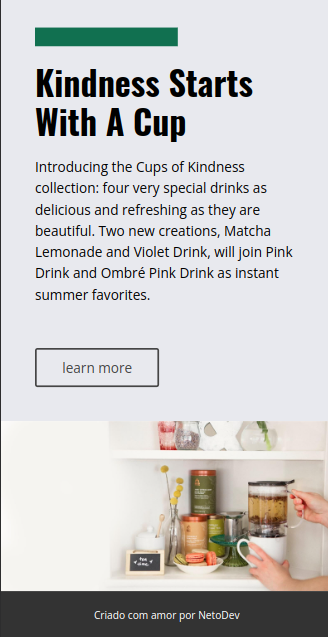 Kindness Starts
With A Cup
Introducing the Cups of Kindness
collection: four very special drinks as
delicious and refreshing as they are
beautiful. Two new creations, Matcha
Lemonade and Violet Drink, will join Pink
Drink and Ombré Pink Drink as instant
summer favorites.
learn more
Criado com amor por NetoDev